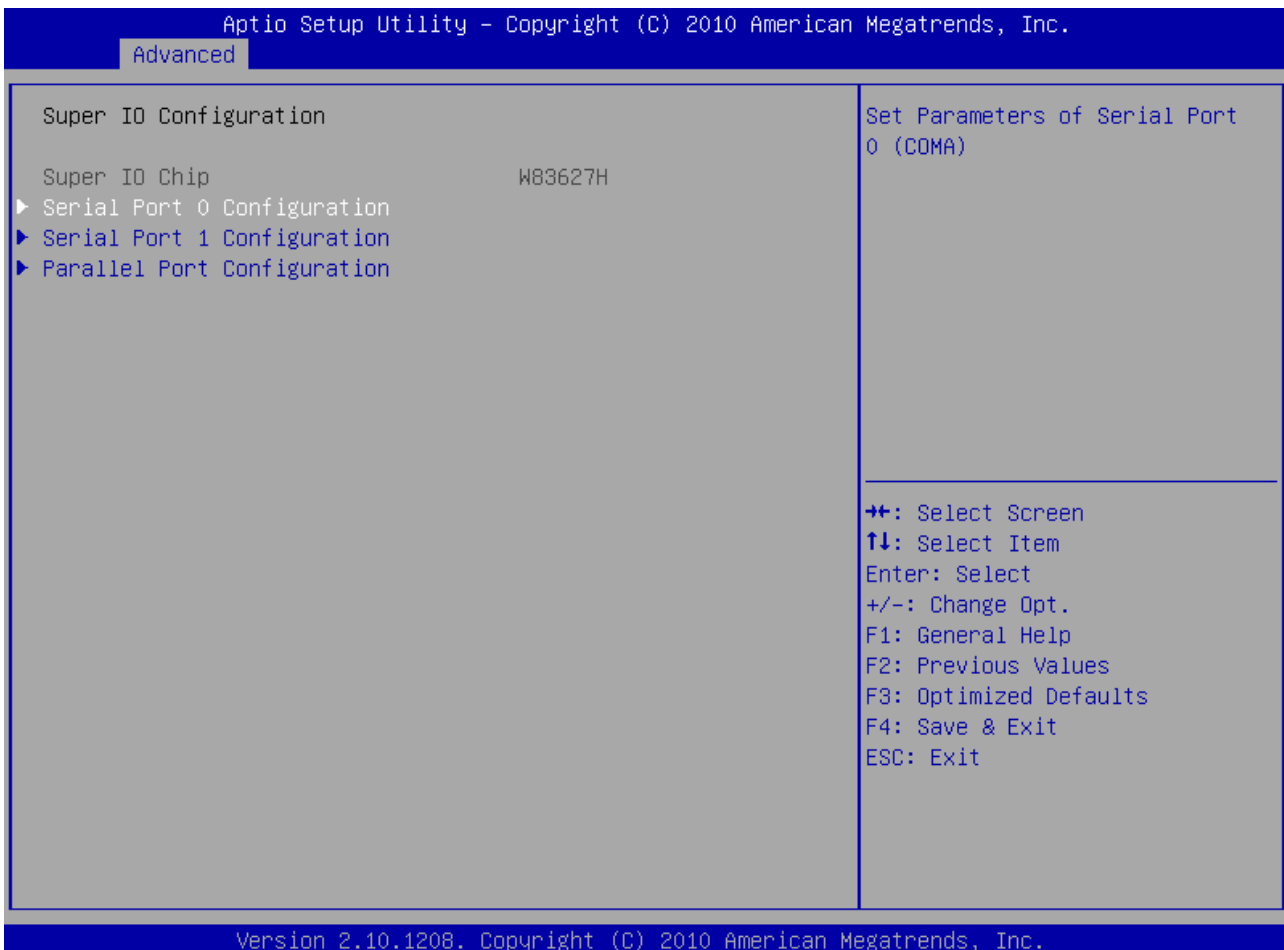 Aptio Setup Utility – Copyright (C) 2010 American Megatrends, Inc.
Advanced
Super IO Configuration
Super IO Chip W83627H
Serial Port 0 Configuration
Serial Port 1 Configuration
Parallel Port Configuration
Set Parameters of Serial Port
0 (COMA)
→←: Select Screen
↑↓: Select Item
Enter: Select
+/-: Change Opt.
F1: General Help
F2: Previous Values
F3: Optimized Defaults
F4: Save & Exit
ESC: Exit
Version 2.10.1208. Copyright (C) 2010 American Megatrends, Inc.